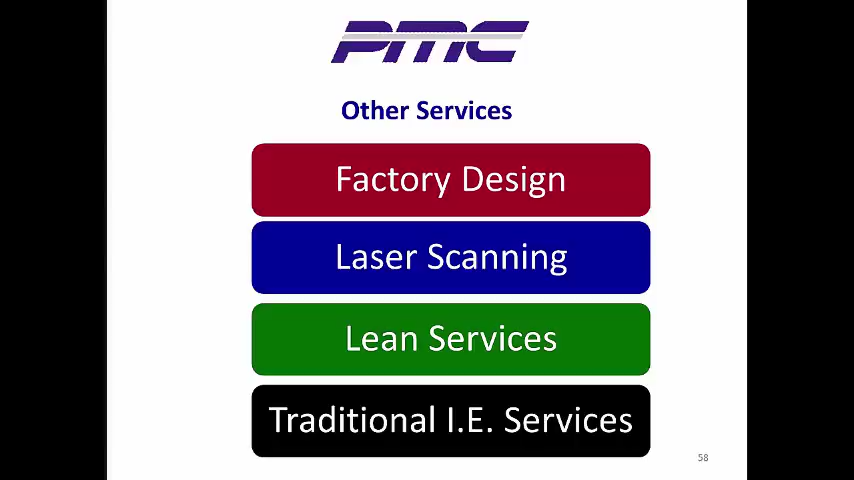 PMC
Other Services
Factory Design
Laser Scanning
Lean Services
Traditional I.E. Services
58